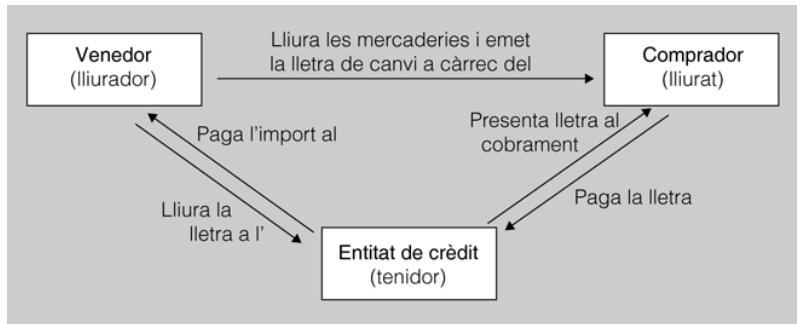 Venedor
(lliurador)
Lliura les mercaderies i emet
la lletra de canvi a càrrec del
Comprador
(lliurat)
Paga l’import al
Presenta lletra al
cobrament
Lliura la
lletra a l’
Paga la lletra
Entitat de crèdit
(tenidor)